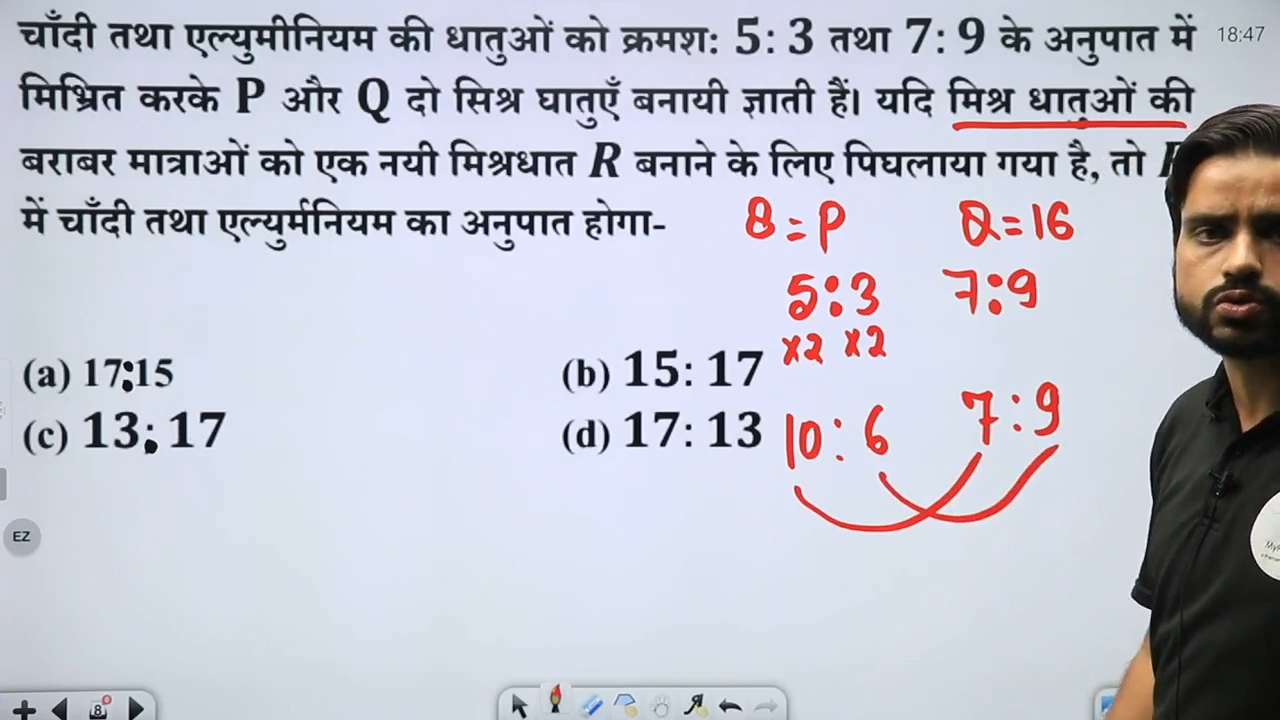 चाँदी तथा एल्युमीनियम की धातुओं को क्रमश: 5: 3 तथा 7: 9 के अनुपात में
18:47
मिभ्रित करके P और Q दो सिश्र घातुएँ बनायी ज्ञाती हैं। यदि मिश्र धातुओं की
बराबर मात्राओं को एक नयी मिश्रधात R बनाने के लिए पिघलाया गया है, तो
में चाँदी तथा एल्युर्मनियम का अनुपात होगा-
8 = P Q = 16
5:3 7:9
×2 ×2
(a) 17:15 (b) 15: 17
(c) 13: 17 (d) 17: 13
10:6 7:9
EZ
8